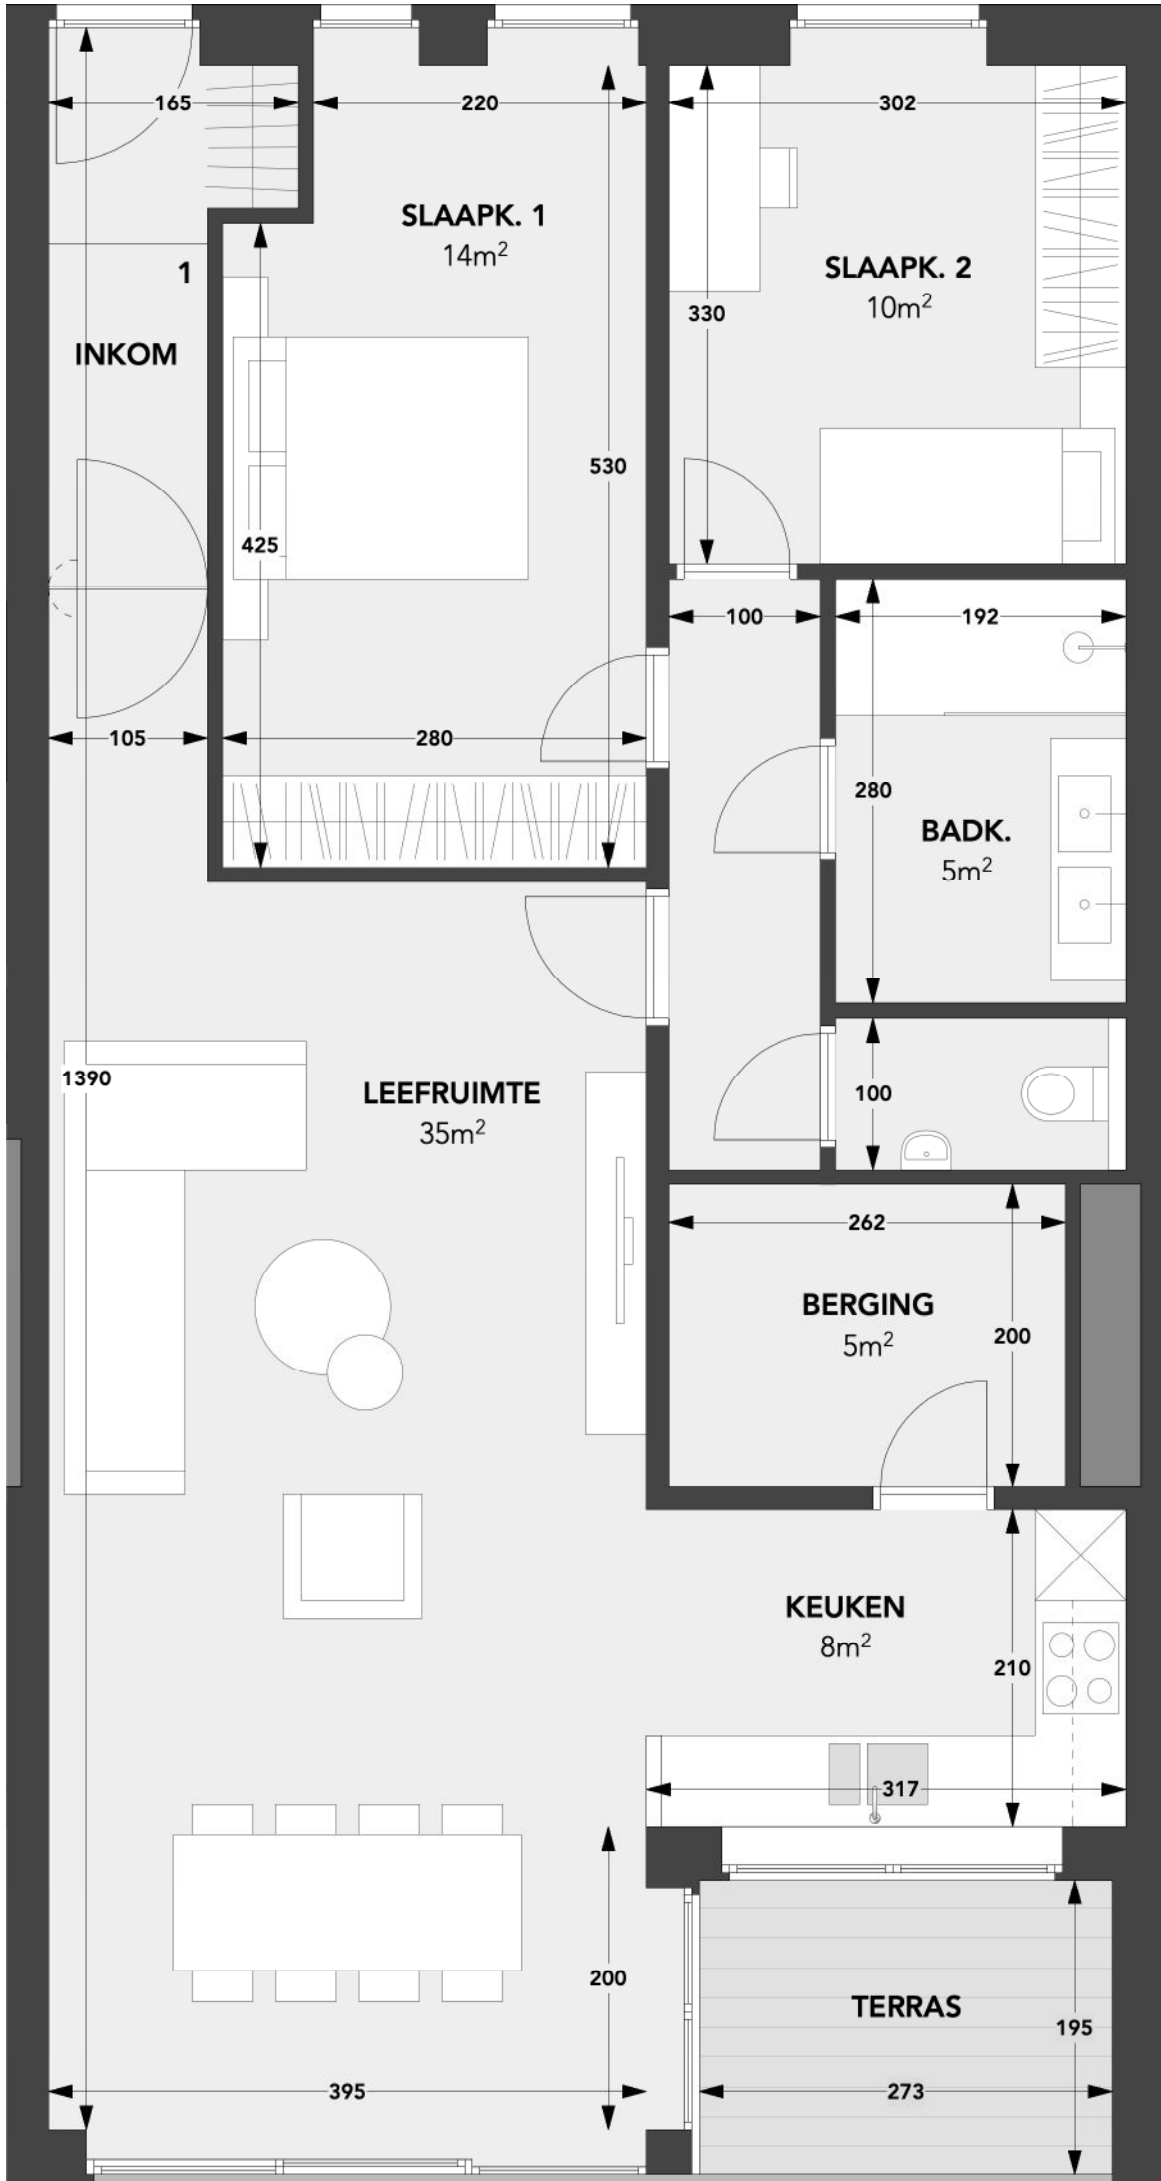 165
220
302
SLAAPK. 1
14m²
SLAAPK. 2
10m²
1
330
INKOM
530
425
100
192
105
280
280
BADK.
5m²
1390
LEEFRUIMTE
35m²
100
262
BERGING
5m²
200
KEUKEN
8m²
210
317
200
TERRAS
195
395
273